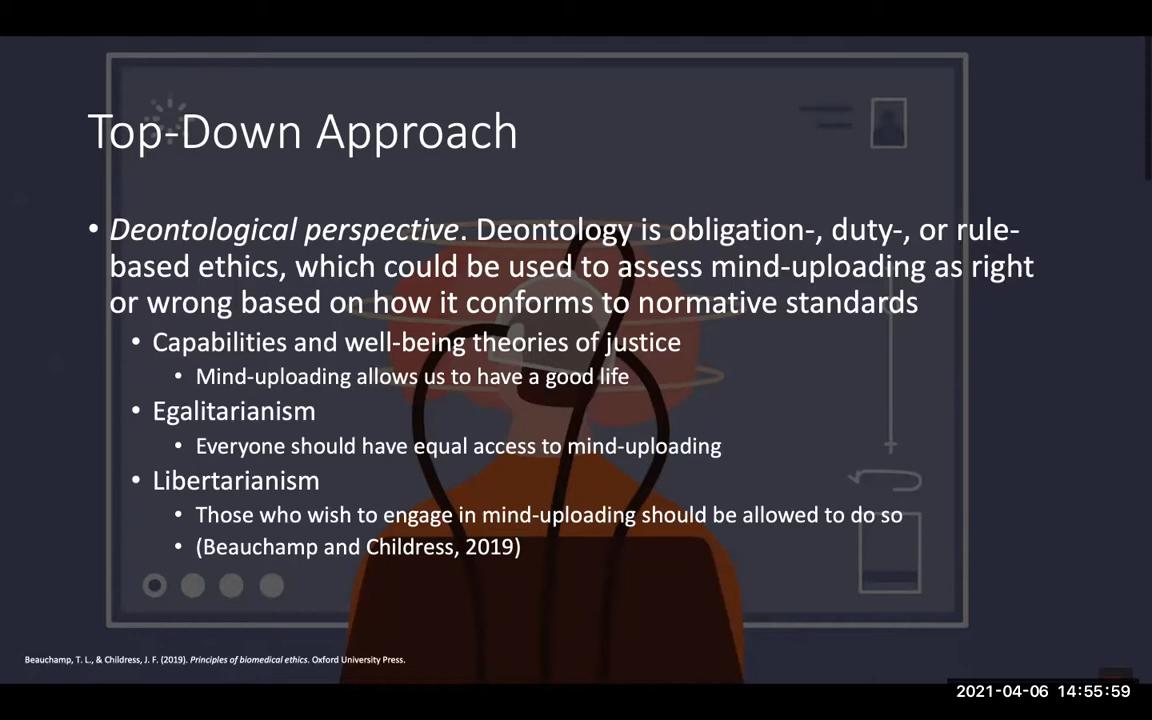 Top-Down Approach
• Deontological perspective. Deontology is obligation-, duty-, or rule-
based ethics, which could be used to assess mind-uploading as right
or wrong based on how it conforms to normative standards
• Capabilities and well-being theories of justice
• Mind-uploading allows us to have a good life
• Egalitarianism
• Everyone should have equal access to mind-uploading
• Libertarianism
• Those who wish to engage in mind-uploading should be allowed to do so
• (Beauchamp and Childress, 2019)
Beauchamp, T. L., & Childress, J. F. (2019). Principles of biomedical ethics. Oxford University Press.
2021-04-06 14:55:59